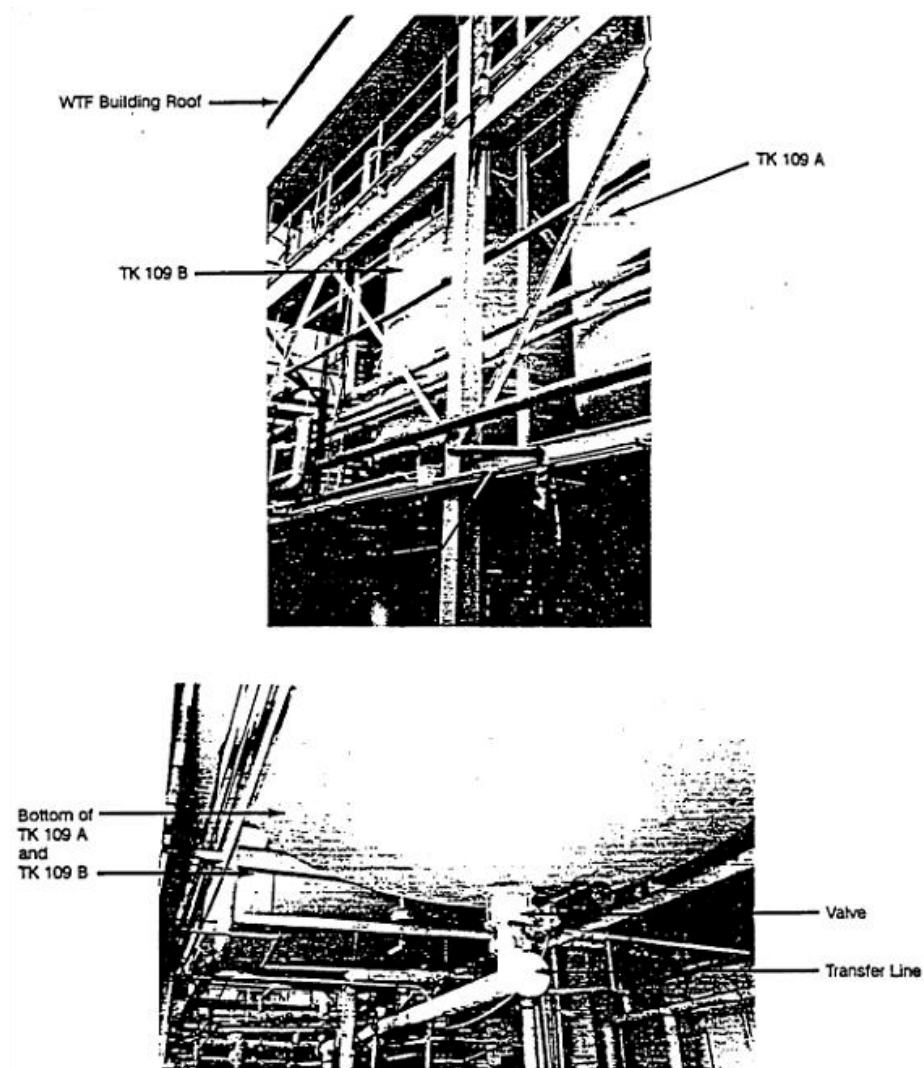 WTF Building Roof
TK 109 A
TK 109 B
Bottom of
TK 109 A
and
TK 109 B
Valve
Transfer Line